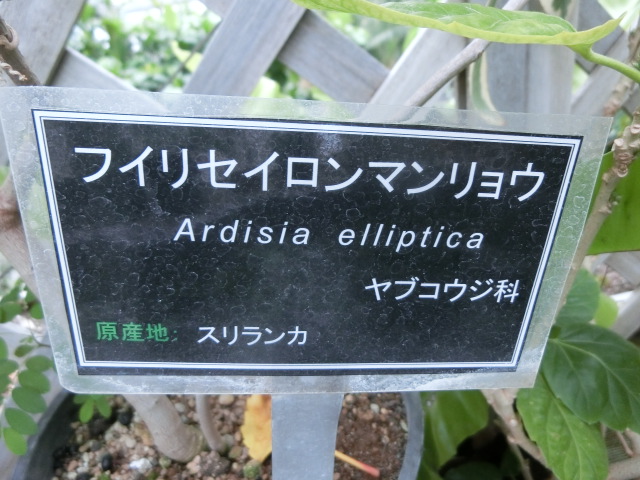 フイリセイロンマンリョウ
Ardisia elliptica
ヤブコウジ科
原産地 スリランカ